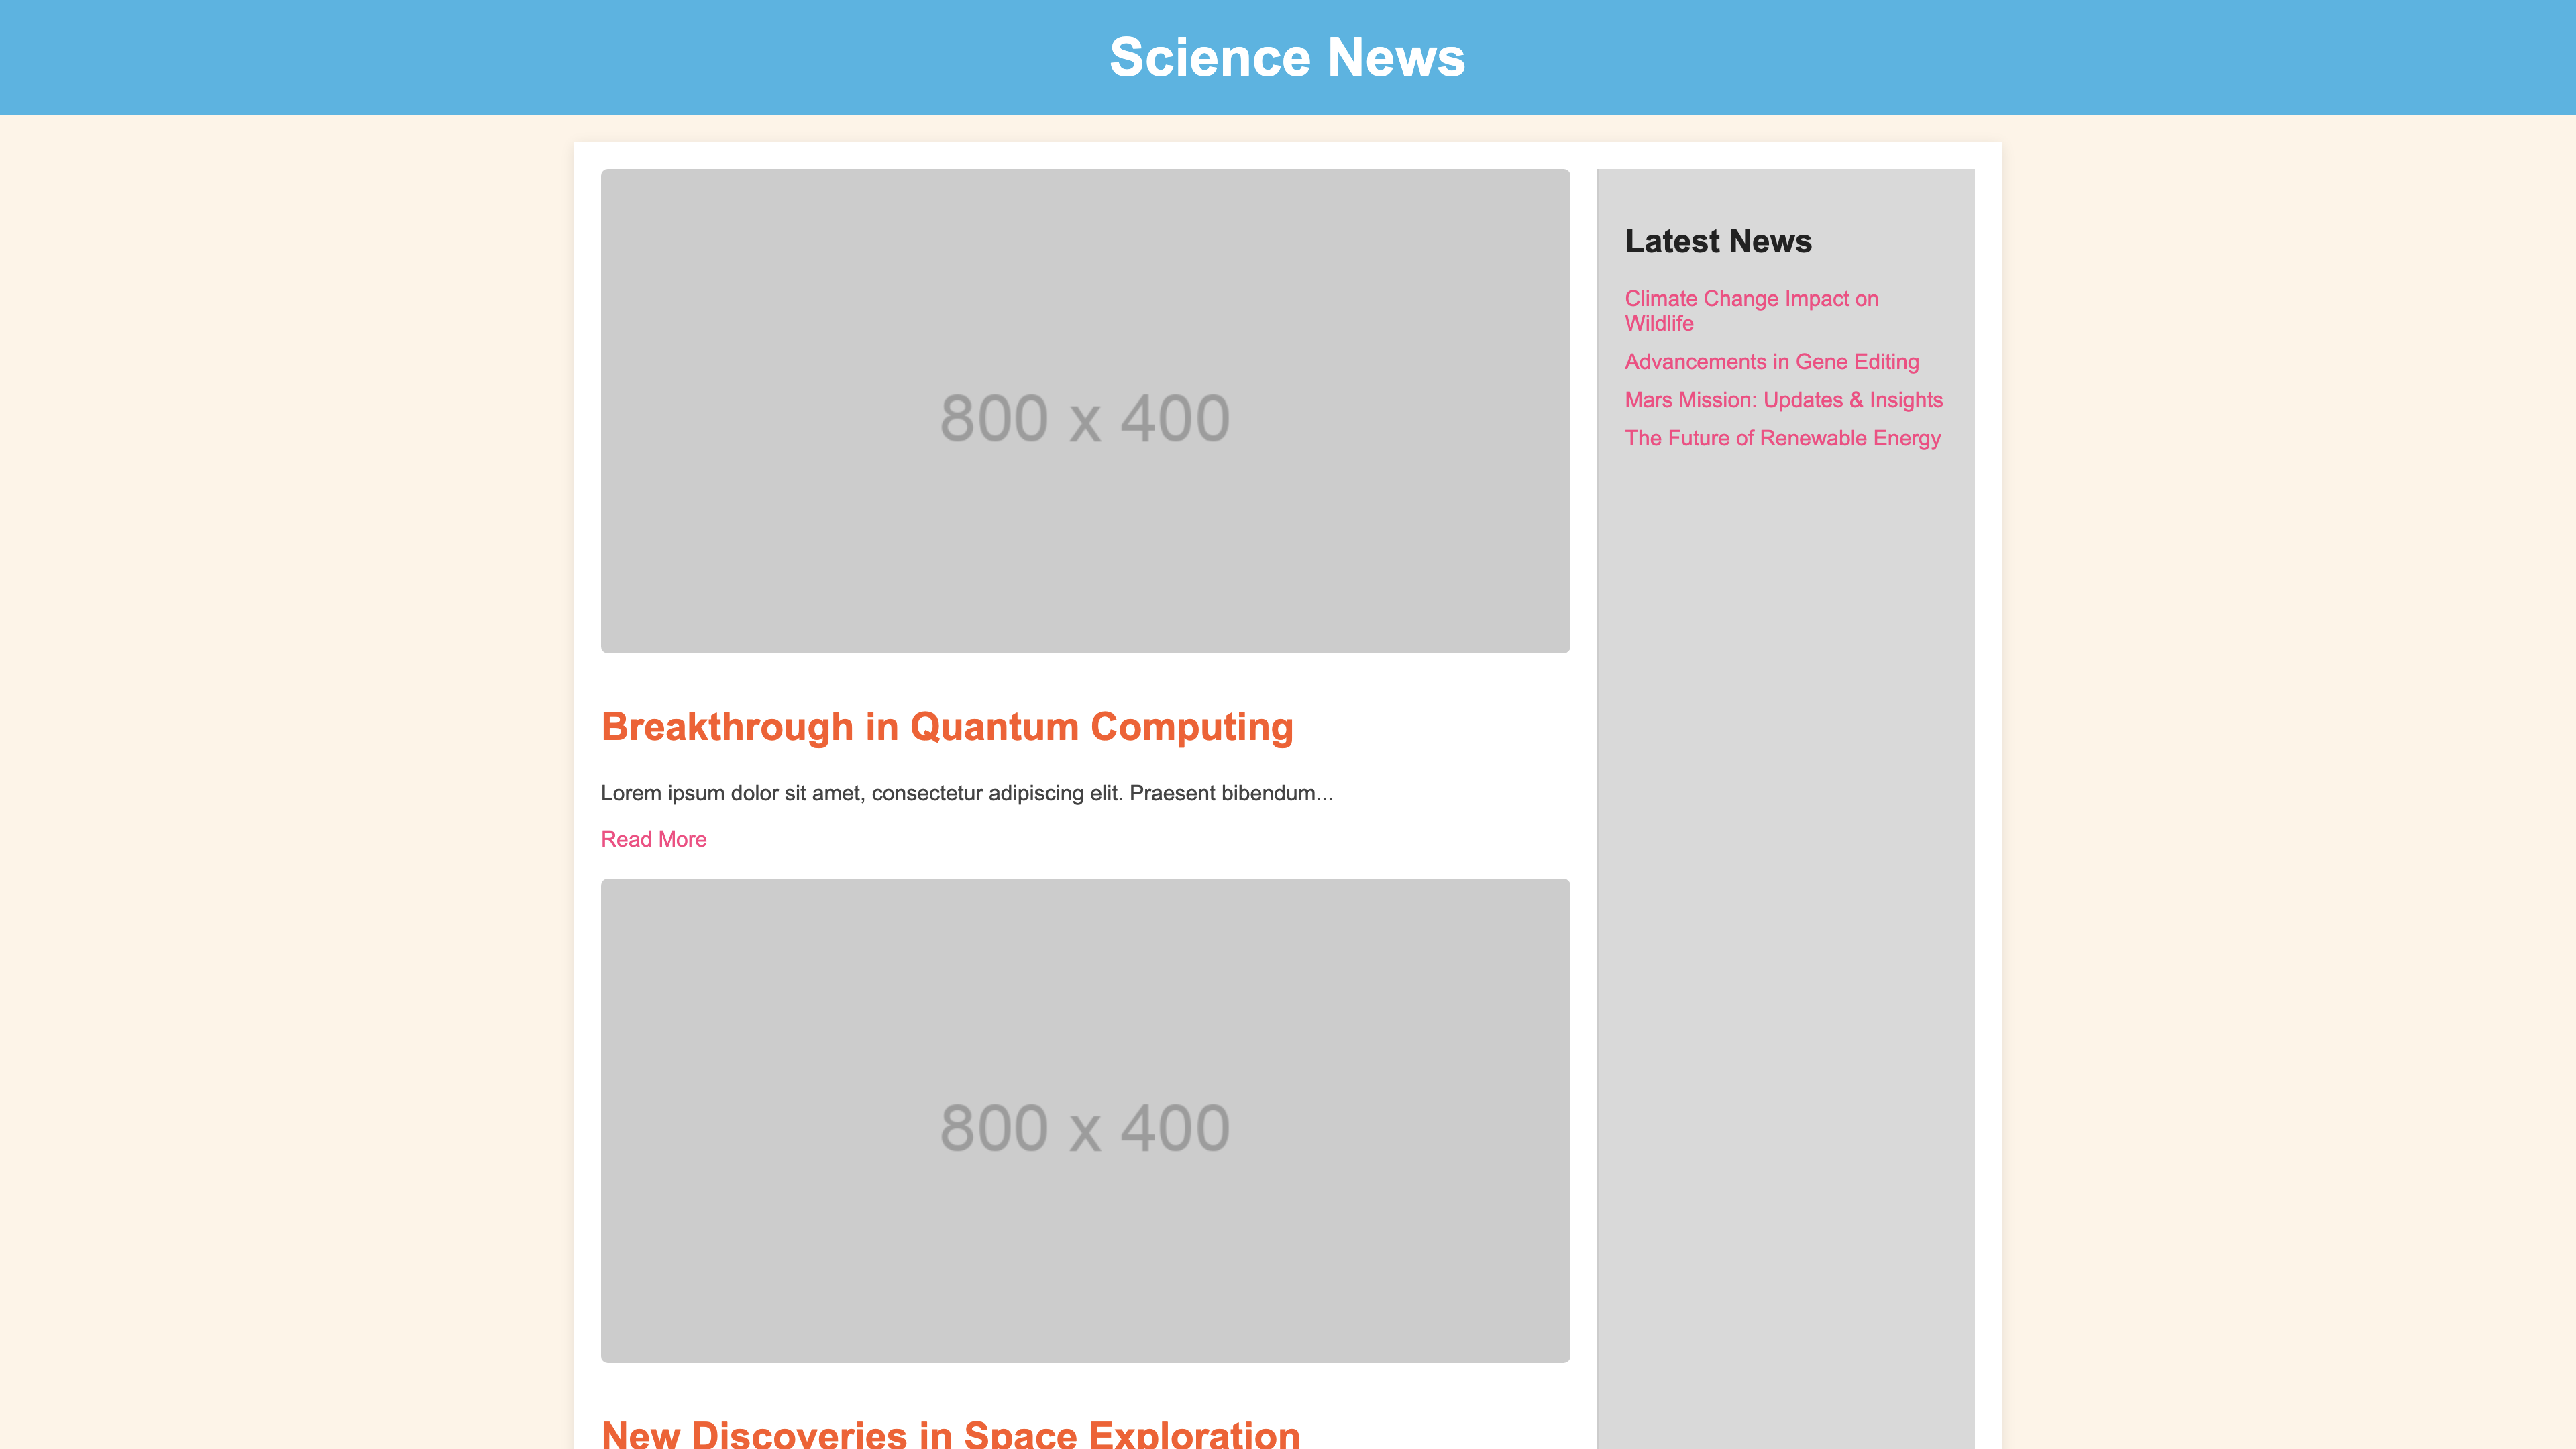 Science News
800 x 400
Breakthrough in Quantum Computing
Lorem ipsum dolor sit amet, consectetur adipiscing elit. Praesent bibendum...
Read More
800 x 400
New Discoveries in Space Exploration
Latest News
Climate Change Impact on
Wildlife
Advancements in Gene Editing
Mars Mission: Updates & Insights
The Future of Renewable Energy